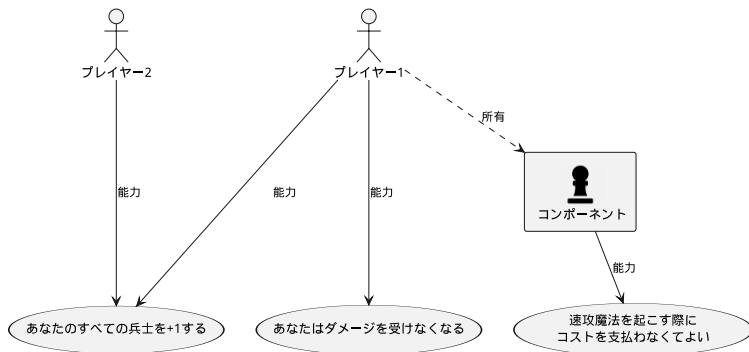 プレイヤー2
プレイヤー1
所有
能力
能力
能力
コンポーネント
能力
あなたのすべての兵士を+1する
あなたはダメージを受けなくなる
速攻魔法を起こす際に
コストを支払わなくてよい